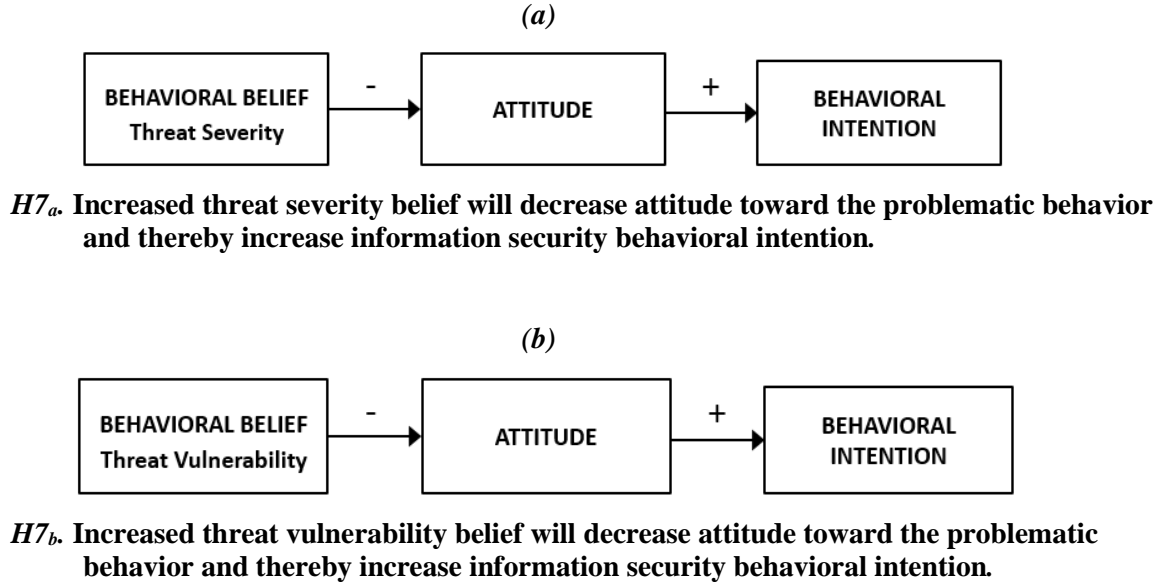 (a)
BEHAVIORAL BELIEF
Threat Severity
-
ATTITUDE
+
BEHAVIORAL
INTENTION
H7a. Increased threat severity belief will decrease attitude toward the problematic behavior
and thereby increase information security behavioral intention.
(b)
BEHAVIORAL BELIEF
Threat Vulnerability
-
ATTITUDE
+
BEHAVIORAL
INTENTION
H7b. Increased threat vulnerability belief will decrease attitude toward the problematic
behavior and thereby increase information security behavioral intention.